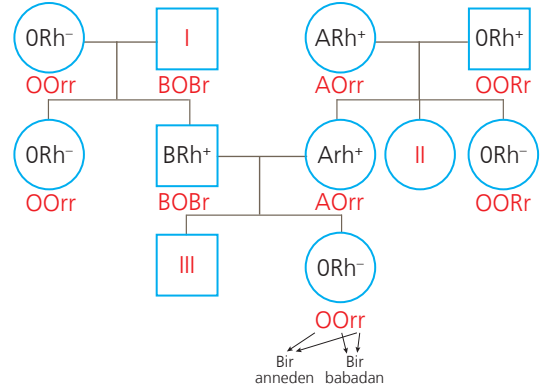 0Rh⁻ I ARh⁺ 0Rh⁺
OOrr BOBr AOrr OORr
0Rh⁻ BRh⁺ Arh⁺ II 0Rh⁻
OOrr BOBr AOrr OORr
III 0Rh⁻
OOrr
Bir Bir
anneden babadan